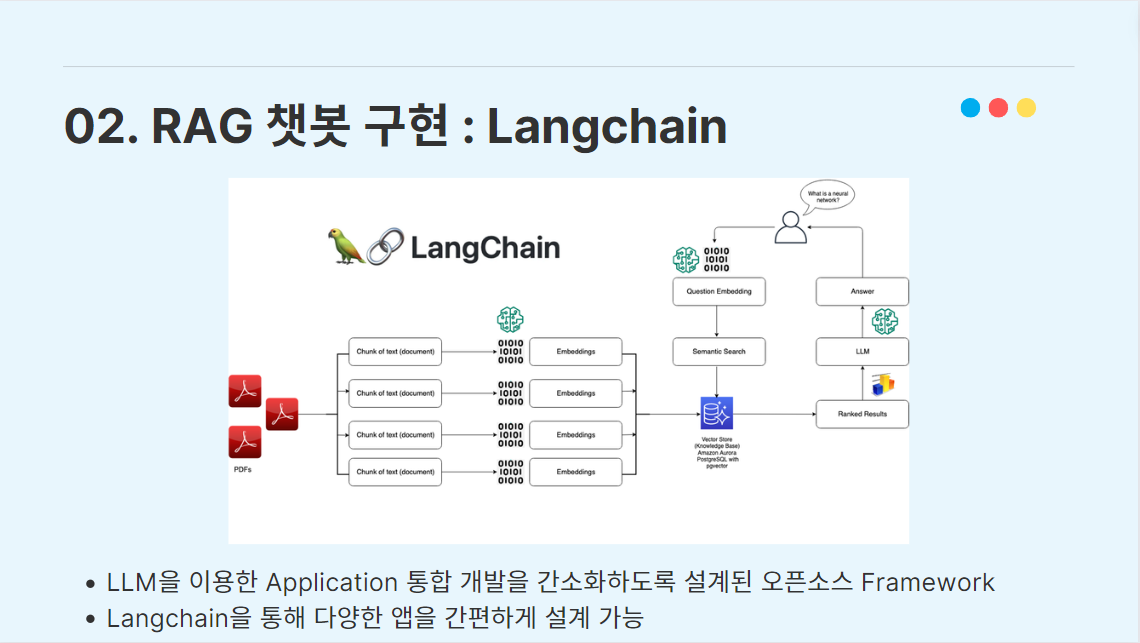 02. RAG 챗봇 구현 : Langchain
LangChain
What is a neural
network?
01010
10101
01010
Question Embedding
Semantic Search
Answer
LLM
Ranked Results
Chunk of text (document)
01010
10101
01010
Embeddings
Chunk of text (document)
01010
10101
01010
Embeddings
Chunk of text (document)
01010
10101
01010
Embeddings
Chunk of text (document)
01010
10101
01010
Embeddings
PDFs
Vector Store
(Knowledge Base)
Amazon Aurora
PostgreSQL with
pgvector
• LLM을 이용한 Application 통합 개발을 간소화하도록 설계된 오픈소스 Framework
• Langchain을 통해 다양한 앱을 간편하게 설계 가능